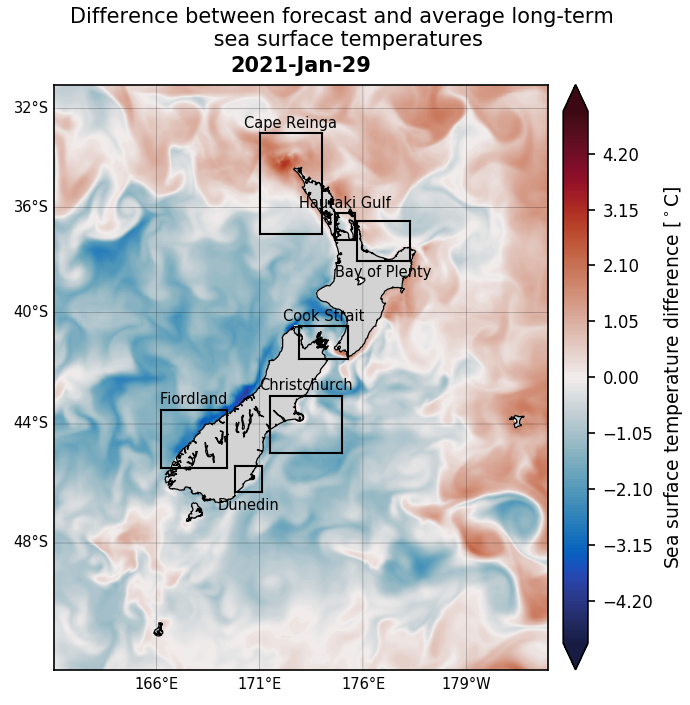 Difference between forecast and average long-term
sea surface temperatures
2021-Jan-29
32°S
36°S
40°S
44°S
48°S
166°E
171°E
176°E
179°W
Cape Reinga
Hauraki Gulf
Bay of Plenty
Cook Strait
Christchurch
Fiordland
Dunedin
4.20
3.15
2.10
1.05
0.00
−1.05
−2.10
−3.15
−4.20
Sea surface temperature difference [°C]